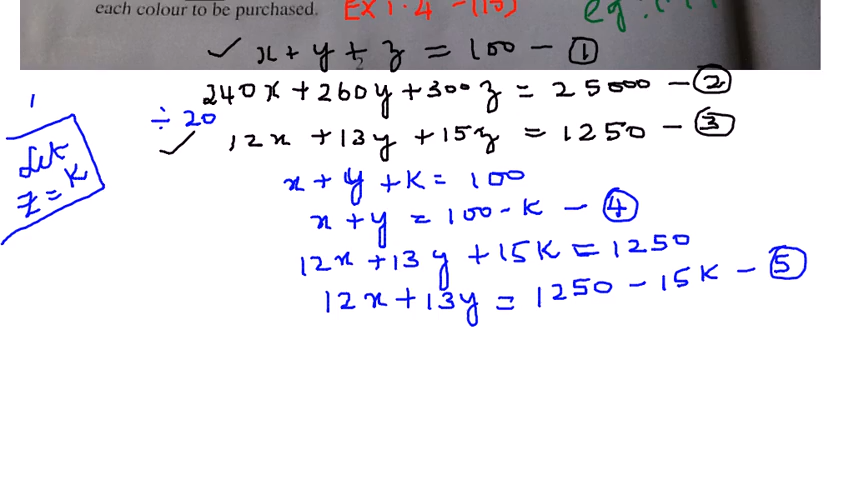 each colour to be purchased. EX 1.4 - (15) eg:
✓ x + y + z = 100 - ①
240x + 260y + 300z = 25000 - ②
÷ 20
✓ 12x + 13y + 15z = 1250 - ③
Let
z = k
x + y + k = 100
x + y = 100 - k - ④
12x + 13y + 15k = 1250
12x + 13y = 1250 - 15k - ⑤